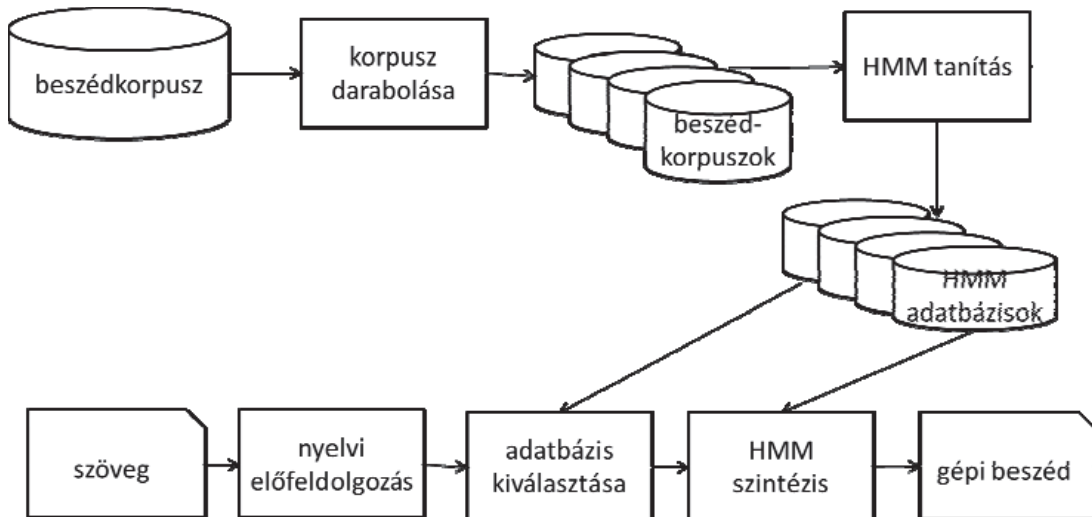 beszédkorpusz
korpusz
darabolása
beszéd-
korpuszok
HMM tanítás
HMM
adatbázisok
szöveg
nyelvi
előfeldolgozás
adatbázis
kiválasztása
HMM
szintézis
gépi beszéd